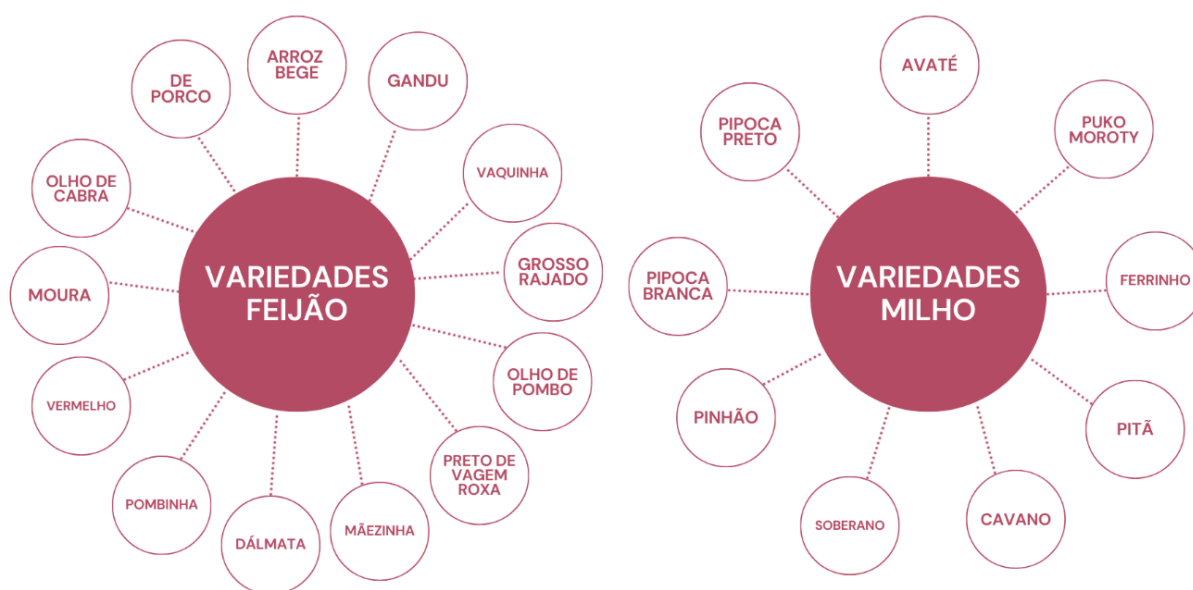 VARIEDADES
FEIJÃO
ARROZ
BEGE
GANDU
VAQUINHA
GROSSO
RAJADO
OLHO DE
POMBO
PRETO DE
VAGEM
ROXA
MÃEZINHA
DÁLMATA
POMBINHA
VERMELHO
MOURA
OLHO DE
CABRA
DE
PORCO
VARIEDADES
MILHO
AVATÉ
PUKO
MOROTY
FERRINHO
PITÃ
CAVANO
SOBERANO
PINHÃO
PIPOCA
BRANCA
PIPOCA
PRETO